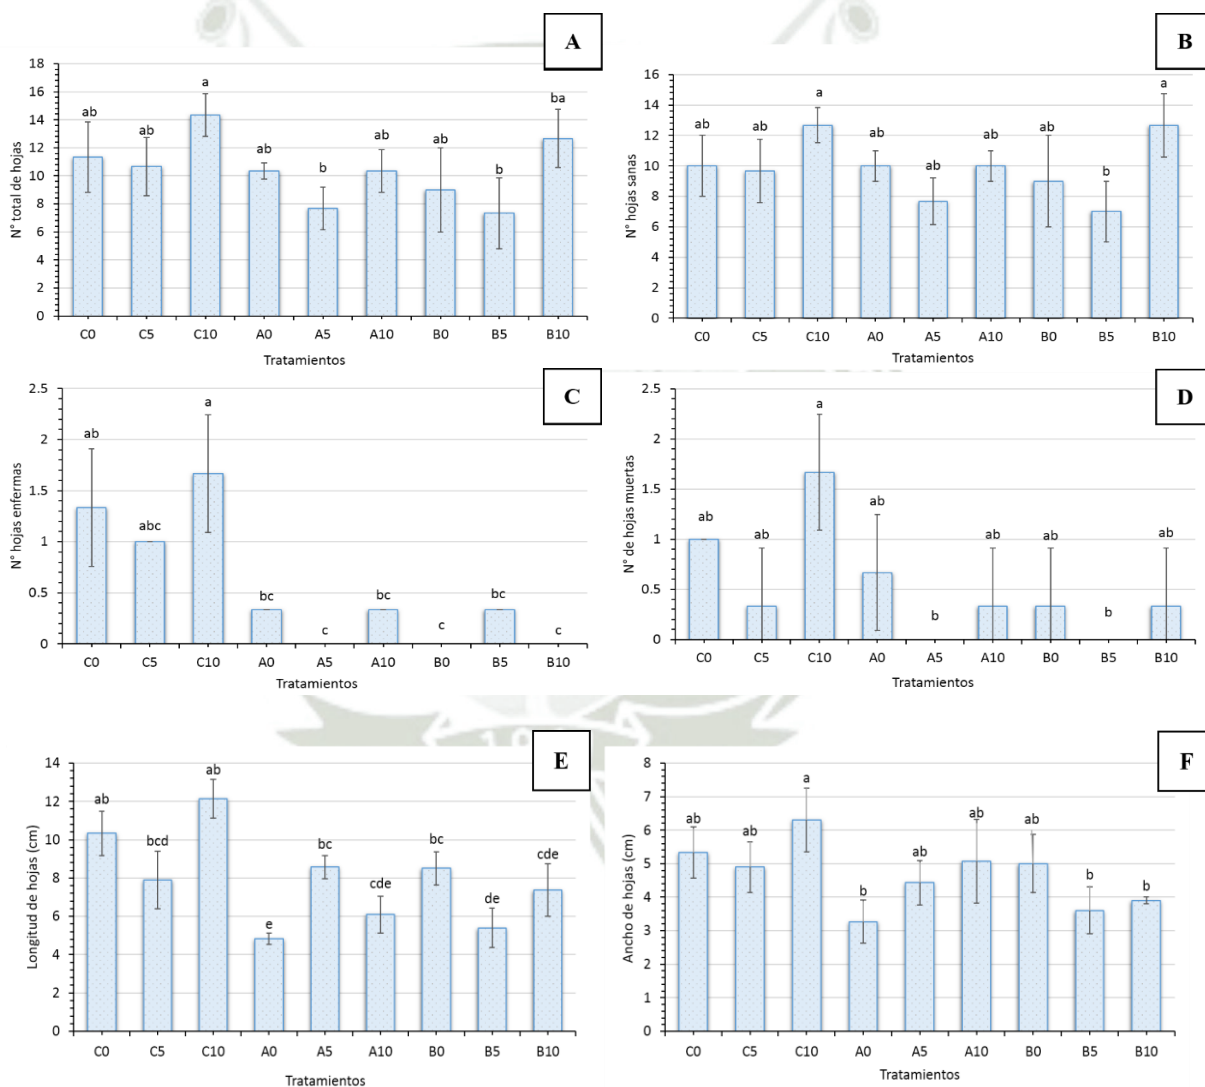 A
18
16
14
12
10
8
6
4
2
0
N° total de hojas
ab ab a ab b ab ab b ba
C0 C5 C10 A0 A5 A10 B0 B5 B10
Tratamientos
B
16
14
12
10
8
6
4
2
0
N° hojas sanas
ab ab a ab ab ab ab b a
C0 C5 C10 A0 A5 A10 B0 B5 B10
Tratamientos
C
2.5
2
1.5
1
0.5
0
N° hojas enfermas
ab abc a bc c bc c bc c
C0 C5 C10 A0 A5 A10 B0 B5 B10
Tratamientos
D
2.5
2
1.5
1
0.5
0
N° de hojas muertas
ab ab a ab b ab ab b ab
C0 C5 C10 A0 A5 A10 B0 B5 B10
Tratamientos
E
14
12
10
8
6
4
2
0
Longitud de hojas (cm)
ab bcd ab e bc cde bc de cde
C0 C5 C10 A0 A5 A10 B0 B5 B10
Tratamientos
F
8
7
6
5
4
3
2
1
0
Ancho de hojas (cm)
ab ab a b ab ab ab b b
C0 C5 C10 A0 A5 A10 B0 B5 B10
Tratamientos